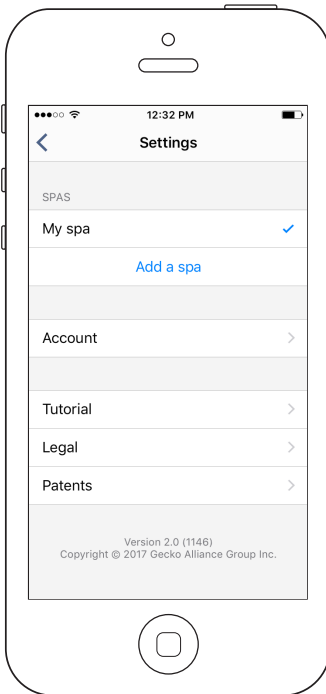 12:32 PM
Settings
SPAS
My spa
Add a spa
Account
Tutorial
Legal
Patents
Version 2.0 (1146)
Copyright © 2017 Gecko Alliance Group Inc.